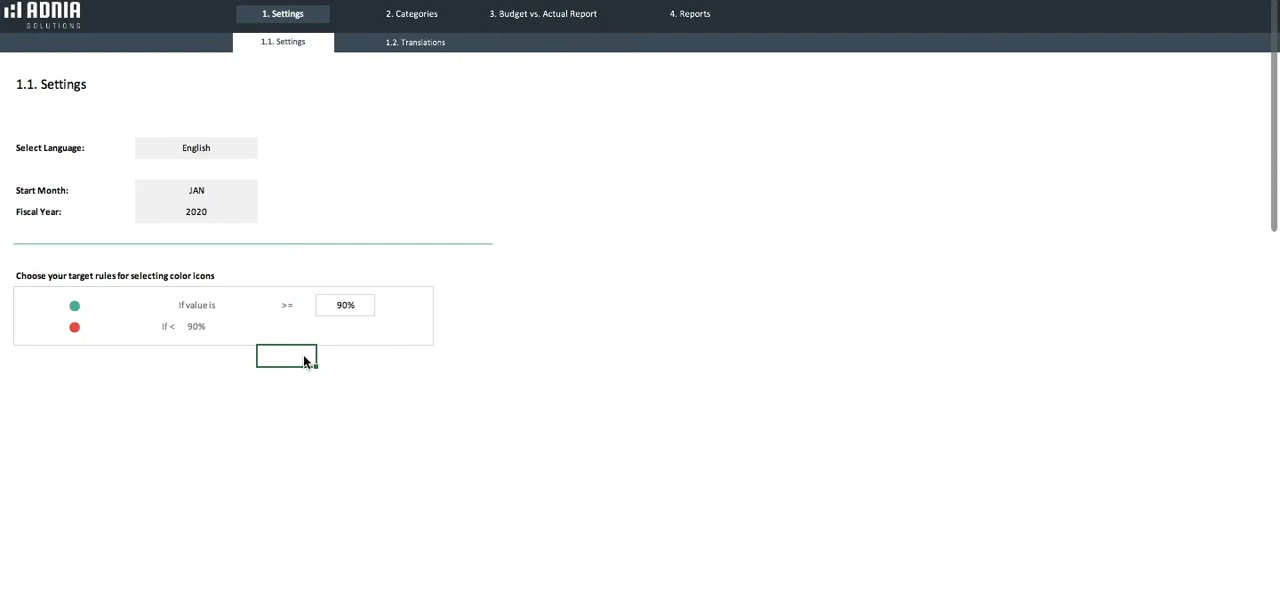 ADNIA
SOLUTIONS
1. Settings 2. Categories 3. Budget vs. Actual Report 4. Reports
1.1. Settings 1.2. Translations
1.1. Settings
Select Language: English
Start Month: JAN
Fiscal Year: 2020
Choose your target rules for selecting color icons
If value is >= 90%
If < 90%